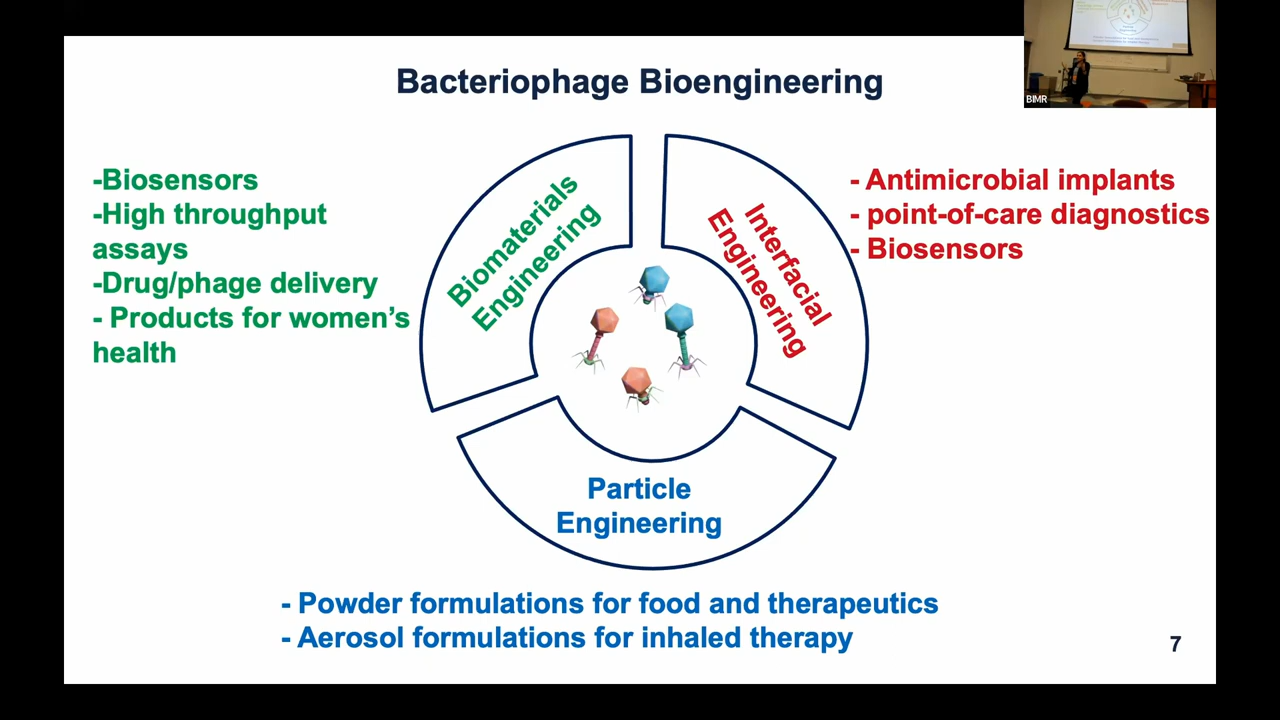 Bacteriophage Bioengineering
BIMR
-Biosensors
-High throughput
assays
-Drug/phage delivery
- Products for women’s
health
Biomaterials
Engineering
Interfacial
Engineering
- Antimicrobial implants
- point-of-care diagnostics
- Biosensors
Particle
Engineering
- Powder formulations for food and therapeutics
- Aerosol formulations for inhaled therapy
7